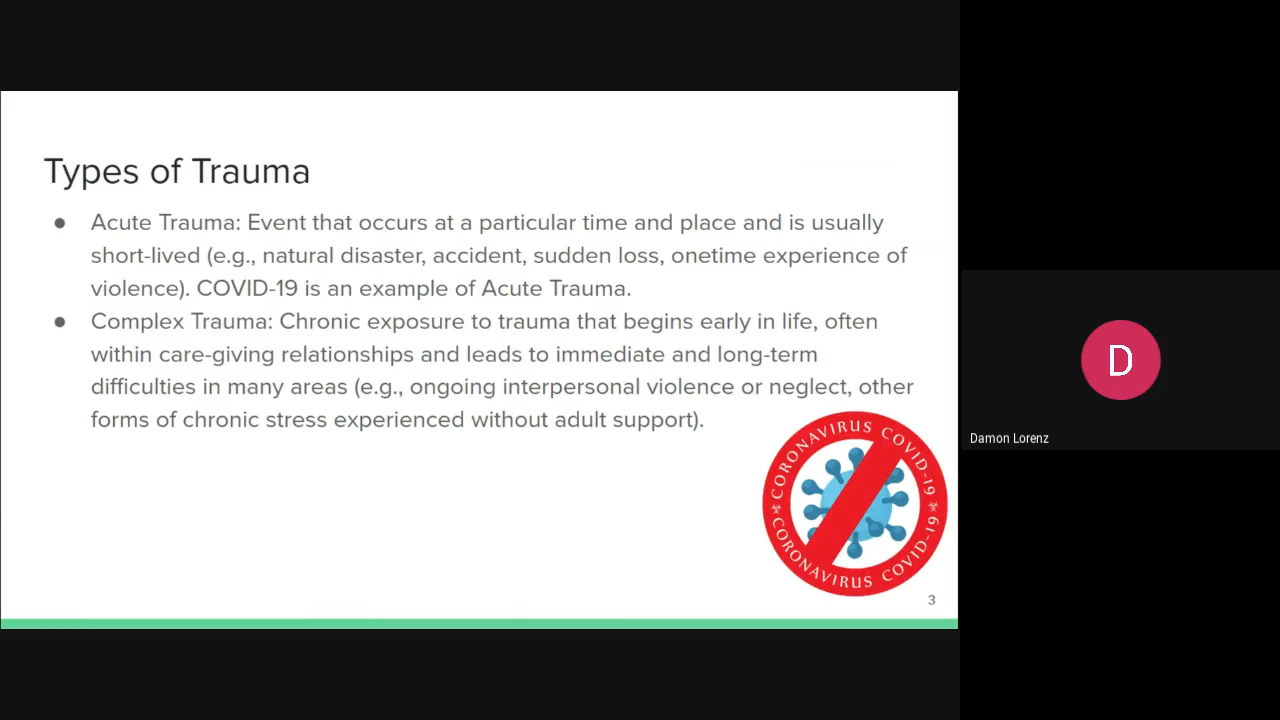 Types of Trauma
● Acute Trauma: Event that occurs at a particular time and place and is usually
short-lived (e.g., natural disaster, accident, sudden loss, onetime experience of
violence). COVID-19 is an example of Acute Trauma.
● Complex Trauma: Chronic exposure to trauma that begins early in life, often
within care-giving relationships and leads to immediate and long-term
difficulties in many areas (e.g., ongoing interpersonal violence or neglect, other
forms of chronic stress experienced without adult support).
CORONAVIRUS COVID-19
CORONAVIRUS COVID-19
3
D
Damon Lorenz